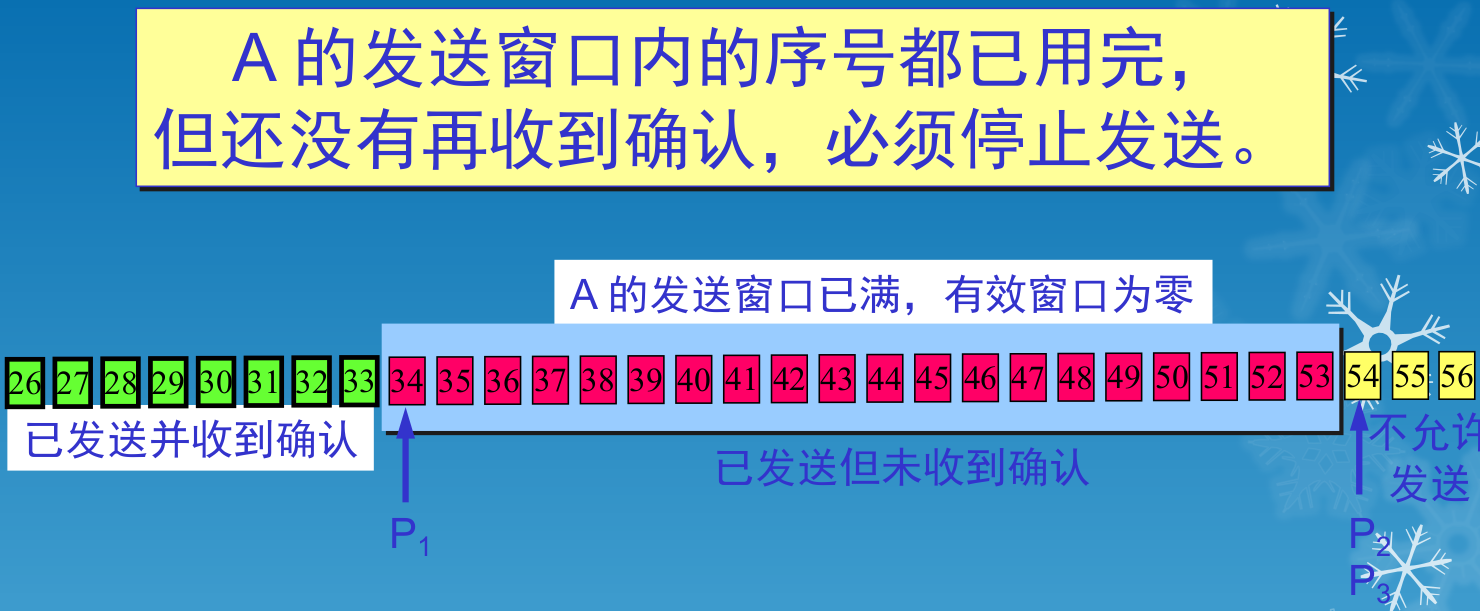 A 的发送窗口内的序号都已用完，
但还没有再收到确认，必须停止发送。
A 的发送窗口已满，有效窗口为零
26 27 28 29 30 31 32 33 34 35 36 37 38 39 40 41 42 43 44 45 46 47 48 49 50 51 52 53 54 55 56
已发送并收到确认
不允许
发送
已发送但未收到确认
P1
P2
P3